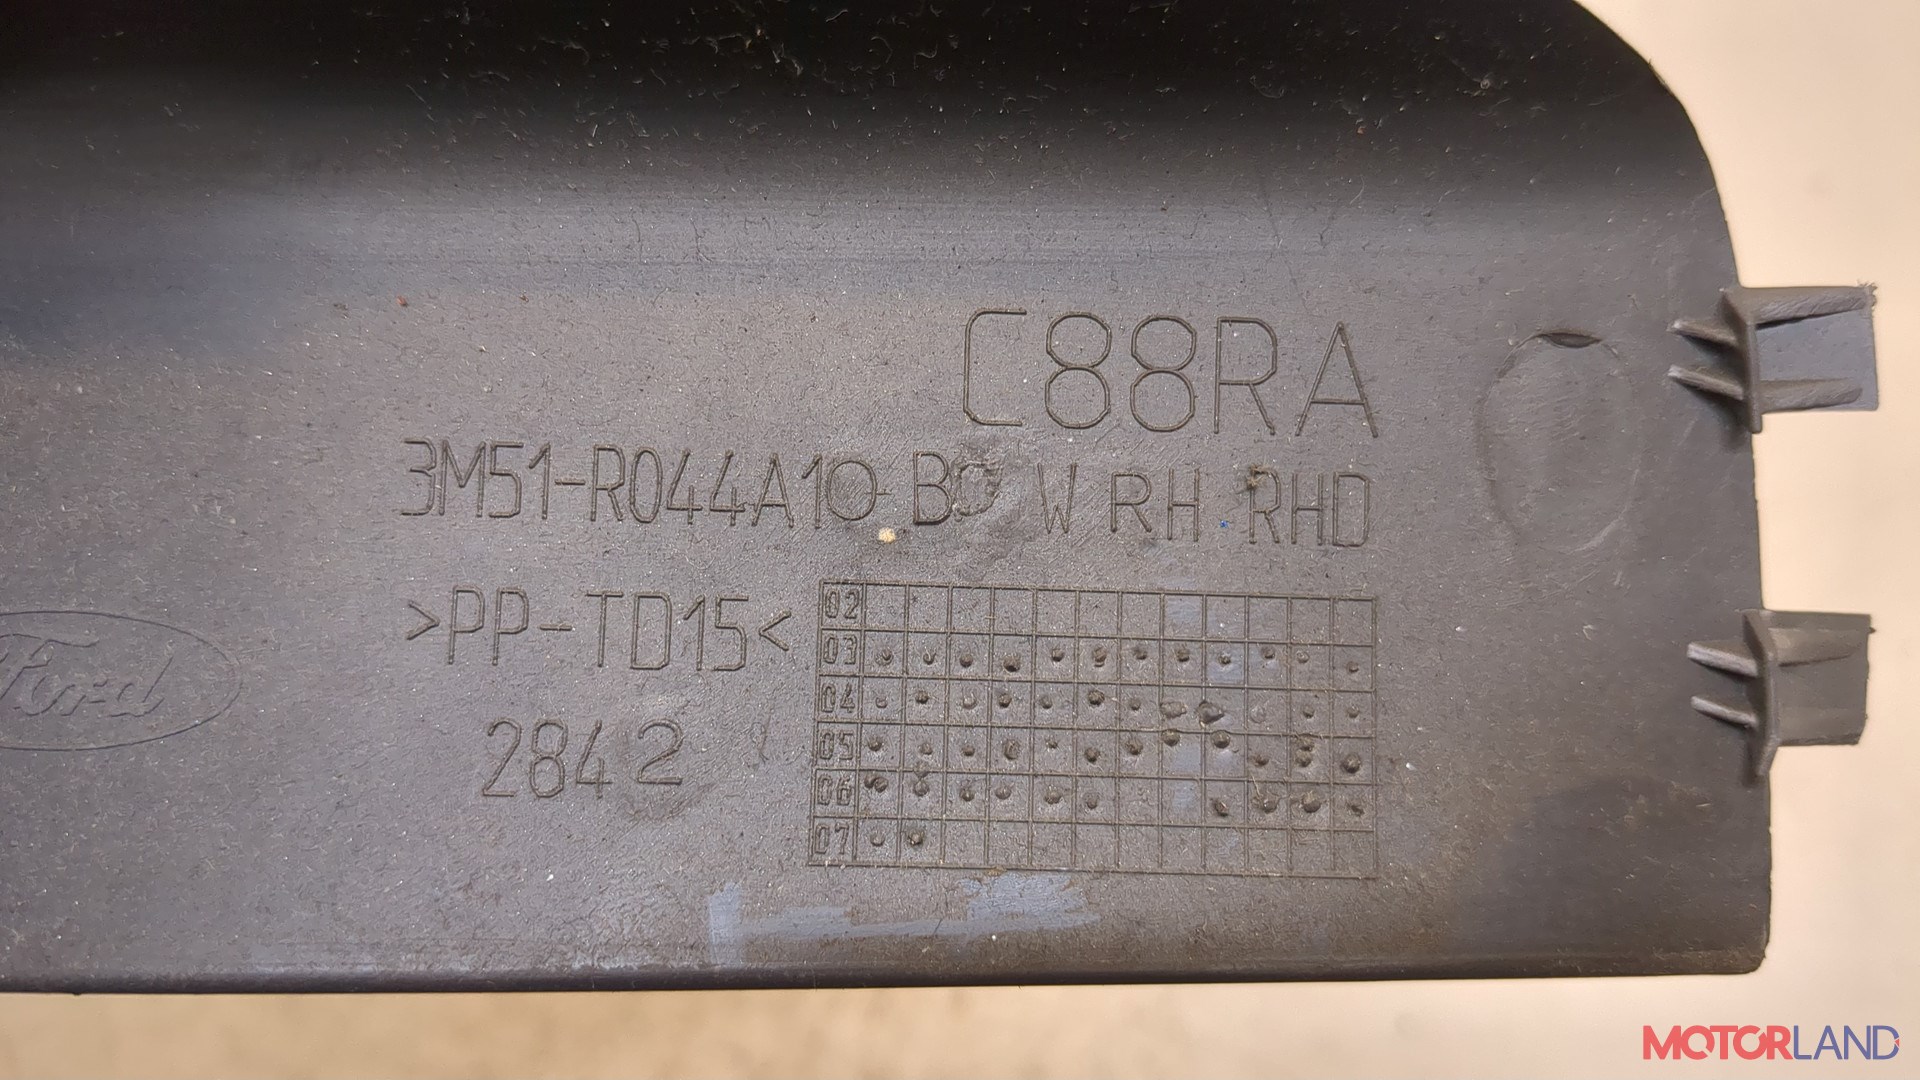 C88RA
3M51-R044A10-B W RH RHD
>PP-TD15<
2842
Ford
02
03
04
05
06
07
MOTORLAND